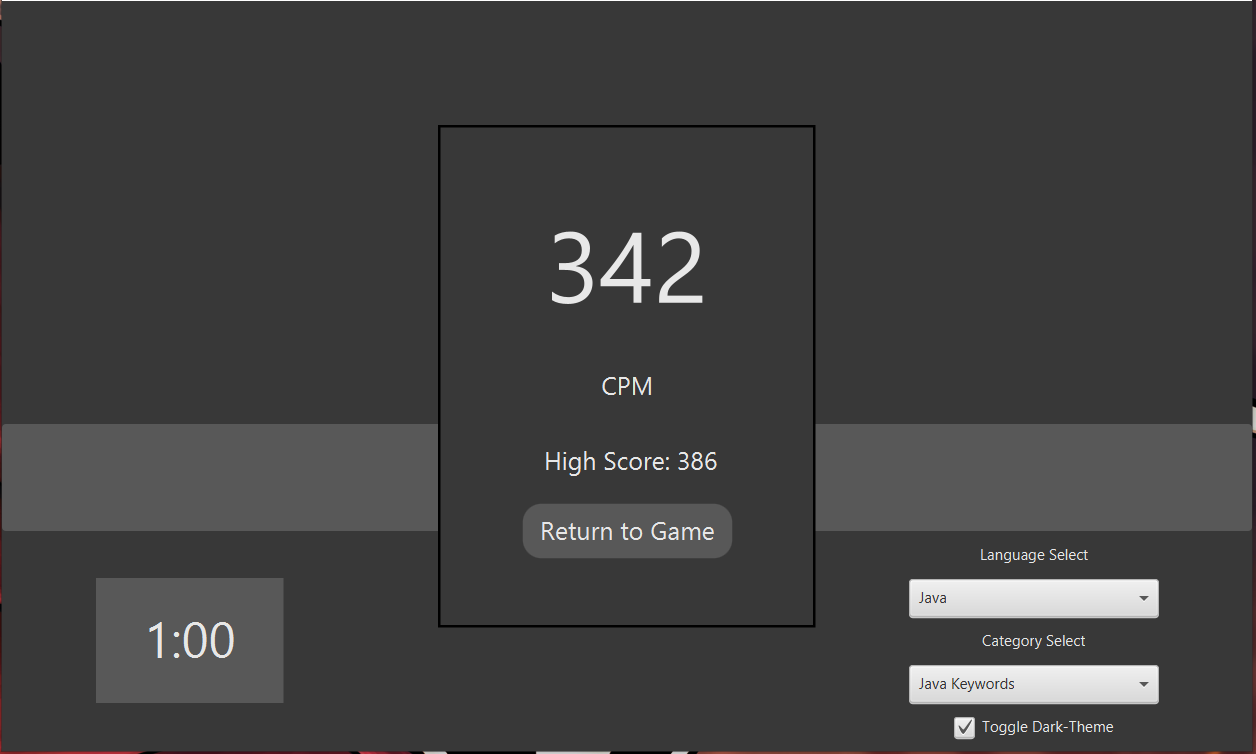 342
CPM
High Score: 386
Return to Game
1:00
Language Select
Java
Category Select
Java Keywords
Toggle Dark-Theme